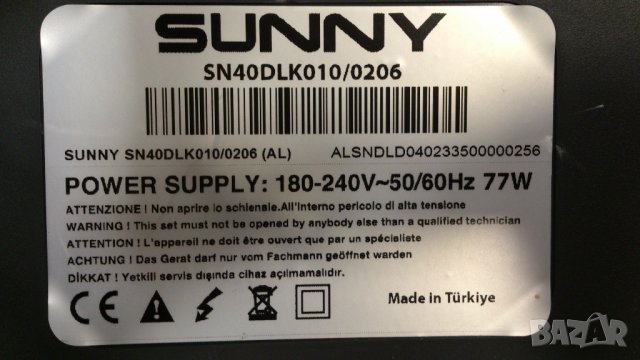 SUNNY
SN40DLK010/0206
SUNNY SN40DLK010/0206 (AL) ALSNDLD040233500000256
POWER SUPPLY: 180-240V~50/60Hz 77W
ATTENZIONE ! Non aprire lo schienale.All'interno pericolo di alta tensione
WARNING ! This set must not be opened by anybody else than a qualified technician
ATTENTION ! L'appareil ne doit être ouvert que par un spécialiste
ACHTUNG ! Das Gerat darf nur vom Fachmann geöffnet warden
DİKKAT ! Yetkili servis dışında cihaz açılmamalıdır.
CE Made in Türkiye
BAZAR